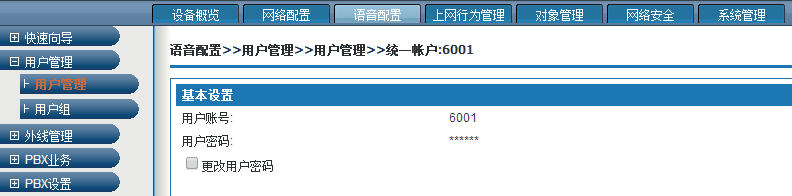 设备概览 网络配置 语音配置 上网行为管理 对象管理 网络安全 系统管理
快速向导
用户管理
用户管理
用户组
外线管理
PBX业务
PBX设置
语音配置>>用户管理>>用户管理>>统一帐户:6001
基本设置
用户账号: 6001
用户密码: ******
更改用户密码